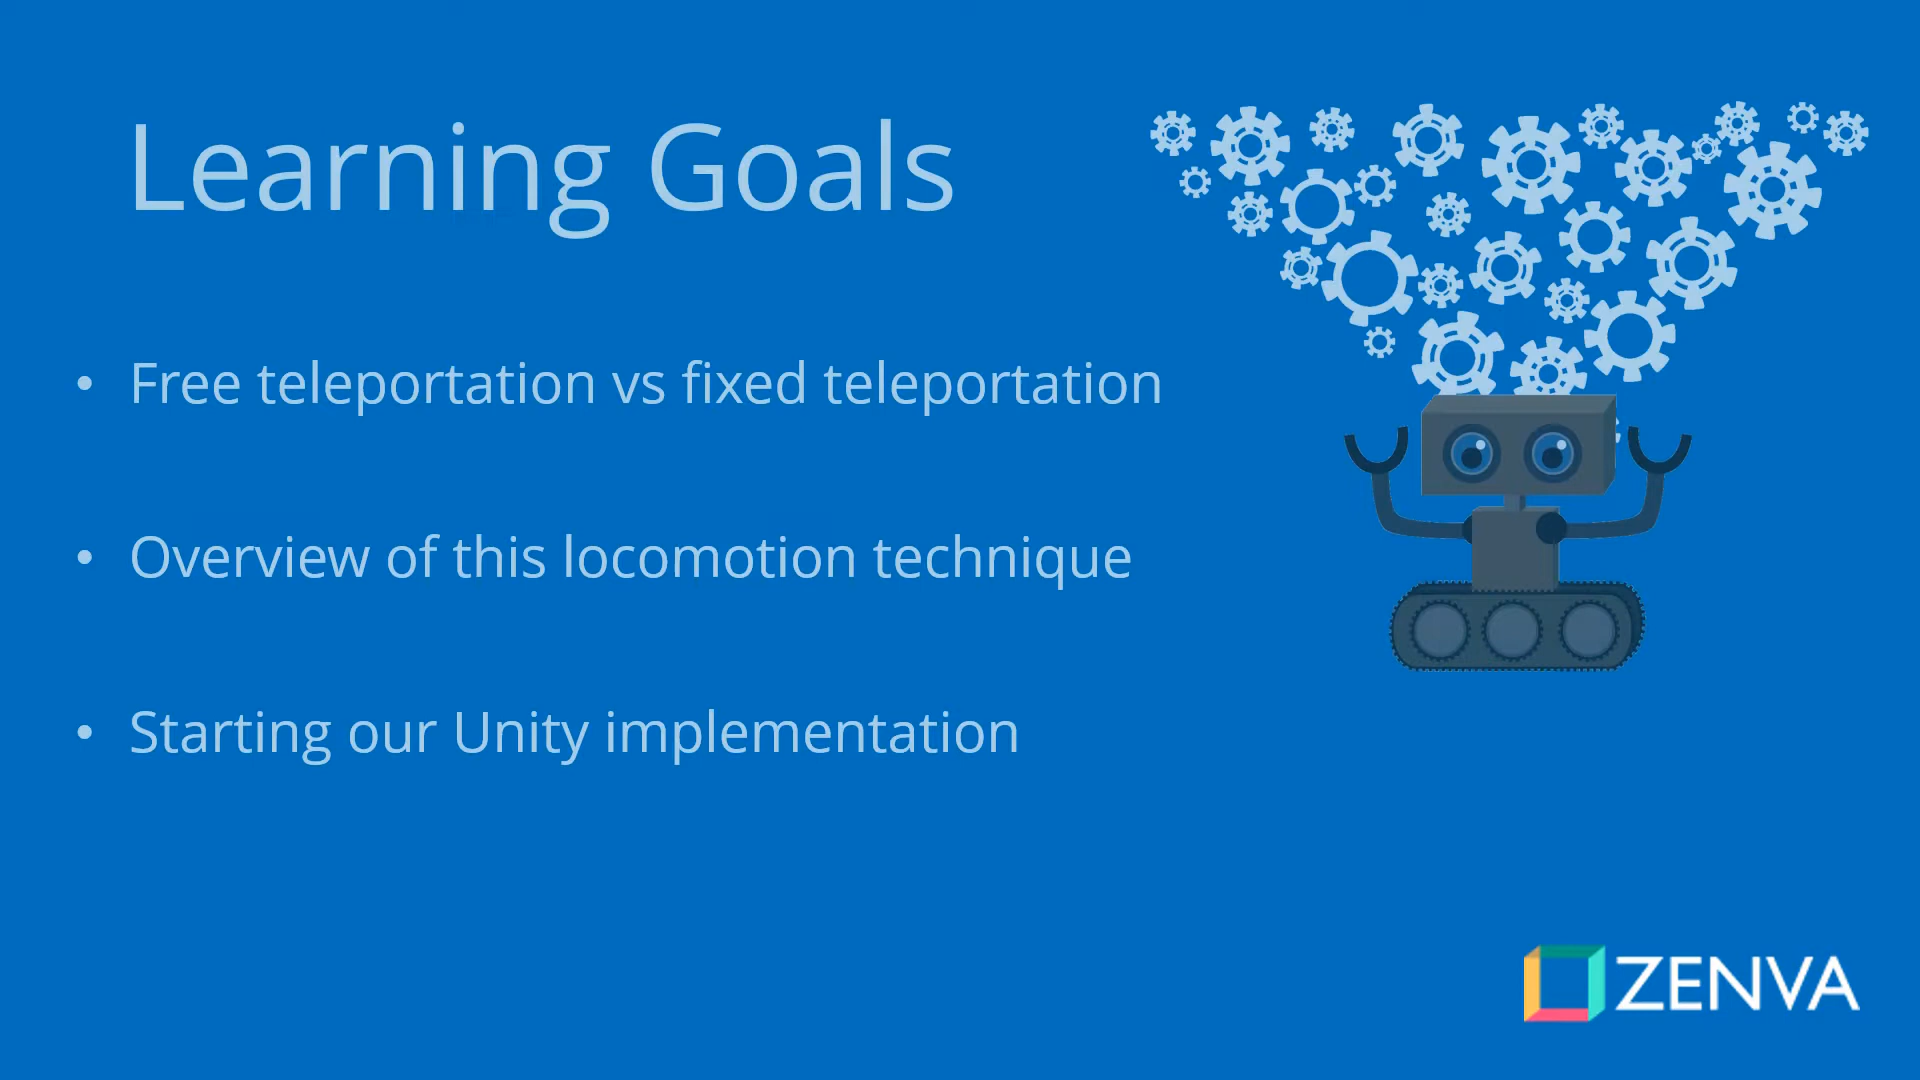 Learning Goals
• Free teleportation vs fixed teleportation
• Overview of this locomotion technique
• Starting our Unity implementation
ZENVA